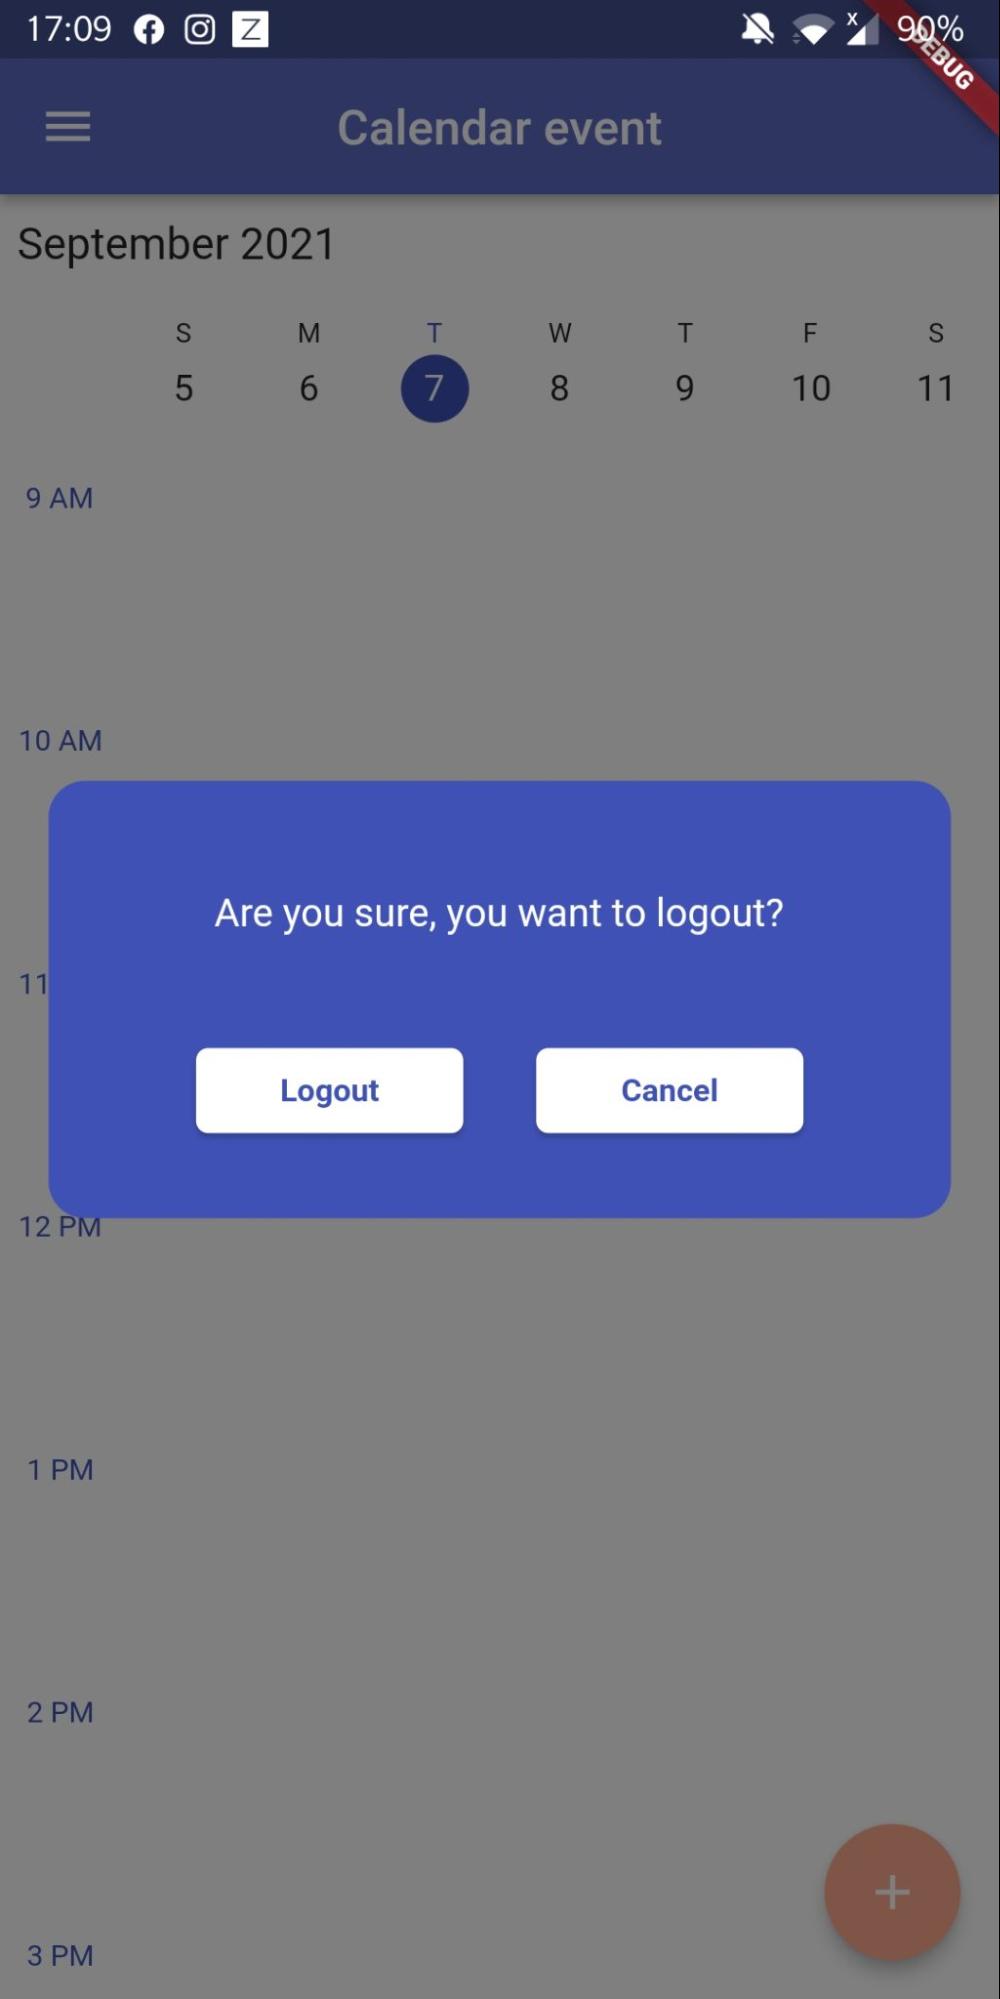 17:09
90%
DEBUG
Calendar event
September 2021
S M T W T F S
5 6 7 8 9 10 11
9 AM
10 AM
Are you sure, you want to logout?
11
Logout Cancel
12 PM
1 PM
2 PM
3 PM